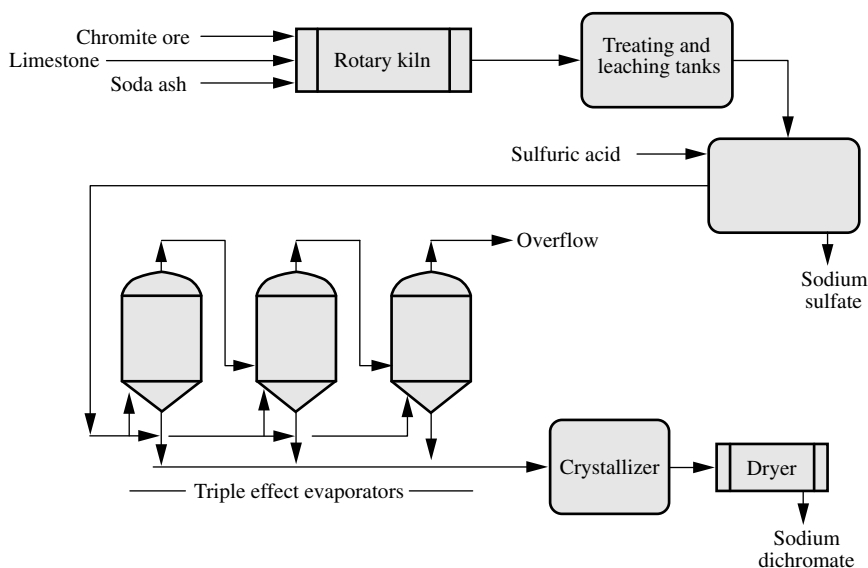 Chromite ore
Limestone
Soda ash
Rotary kiln
Treating and
leaching tanks
Sulfuric acid
Sodium
sulfate
Overflow
Triple effect evaporators
Crystallizer
Dryer
Sodium
dichromate